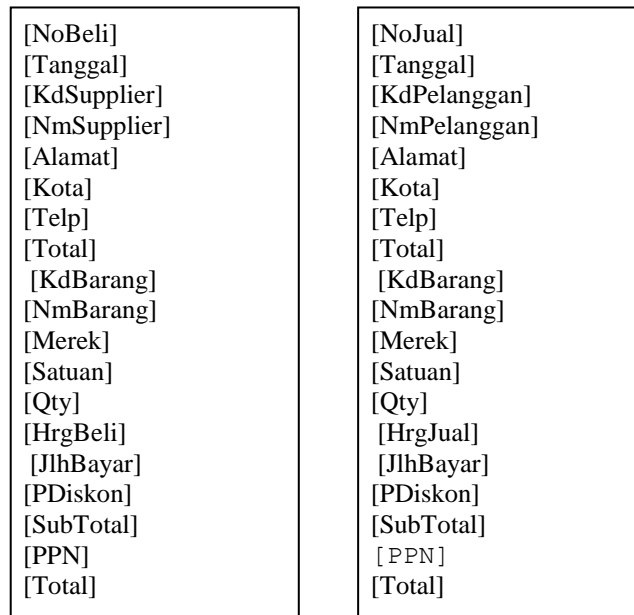 [NoBeli]
[Tanggal]
[KdSupplier]
[NmSupplier]
[Alamat]
[Kota]
[Telp]
[Total]
[KdBarang]
[NmBarang]
[Merek]
[Satuan]
[Qty]
[HrgBeli]
[JlhBayar]
[PDiskon]
[SubTotal]
[PPN]
[Total]
[NoJual]
[Tanggal]
[KdPelanggan]
[NmPelanggan]
[Alamat]
[Kota]
[Telp]
[Total]
[KdBarang]
[NmBarang]
[Merek]
[Satuan]
[Qty]
[HrgJual]
[JlhBayar]
[PDiskon]
[SubTotal]
[PPN]
[Total]